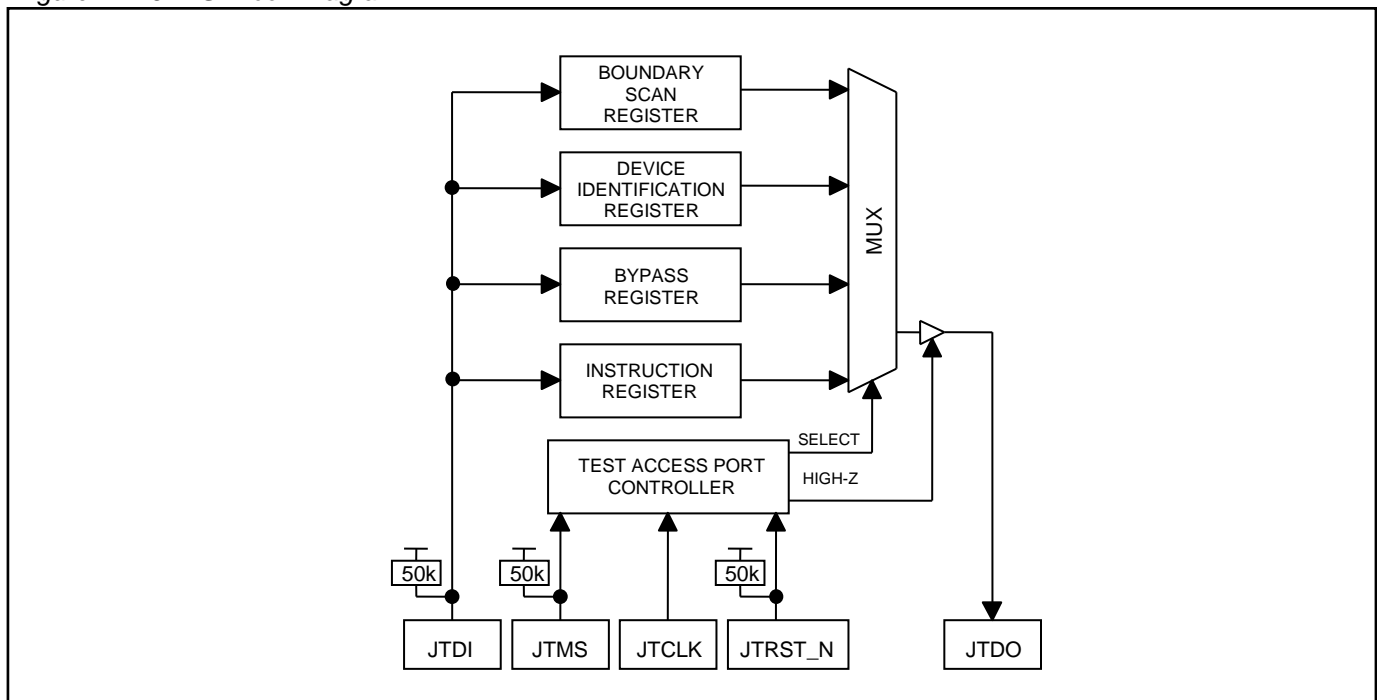 BOUNDARY
SCAN
REGISTER
DEVICE
IDENTIFICATION
REGISTER
BYPASS
REGISTER
INSTRUCTION
REGISTER
MUX
SELECT
TEST ACCESS PORT
CONTROLLER
HIGH-Z
50k
50k
50k
JTDI
JTMS
JTCLK
JTRST_N
JTDO